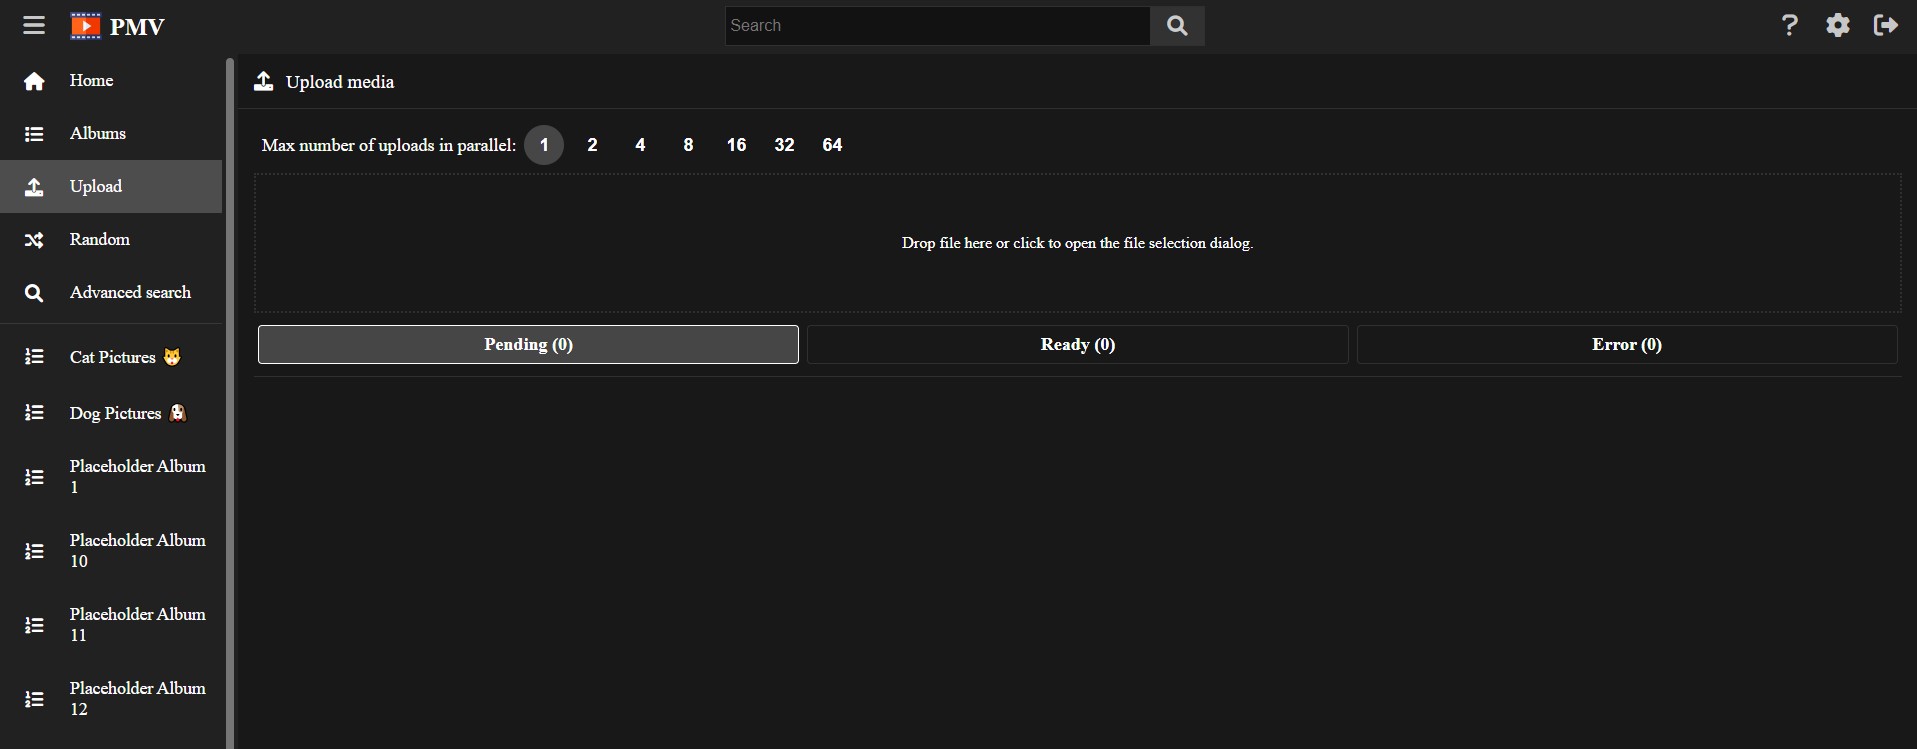 PMV
Search
?
Home
Albums
Upload
Random
Advanced search
Cat Pictures 🐱
Dog Pictures 🐶
Placeholder Album
1
Placeholder Album
10
Placeholder Album
11
Placeholder Album
12
Upload media
Max number of uploads in parallel: 1 2 4 8 16 32 64
Drop file here or click to open the file selection dialog.
Pending (0)
Ready (0)
Error (0)